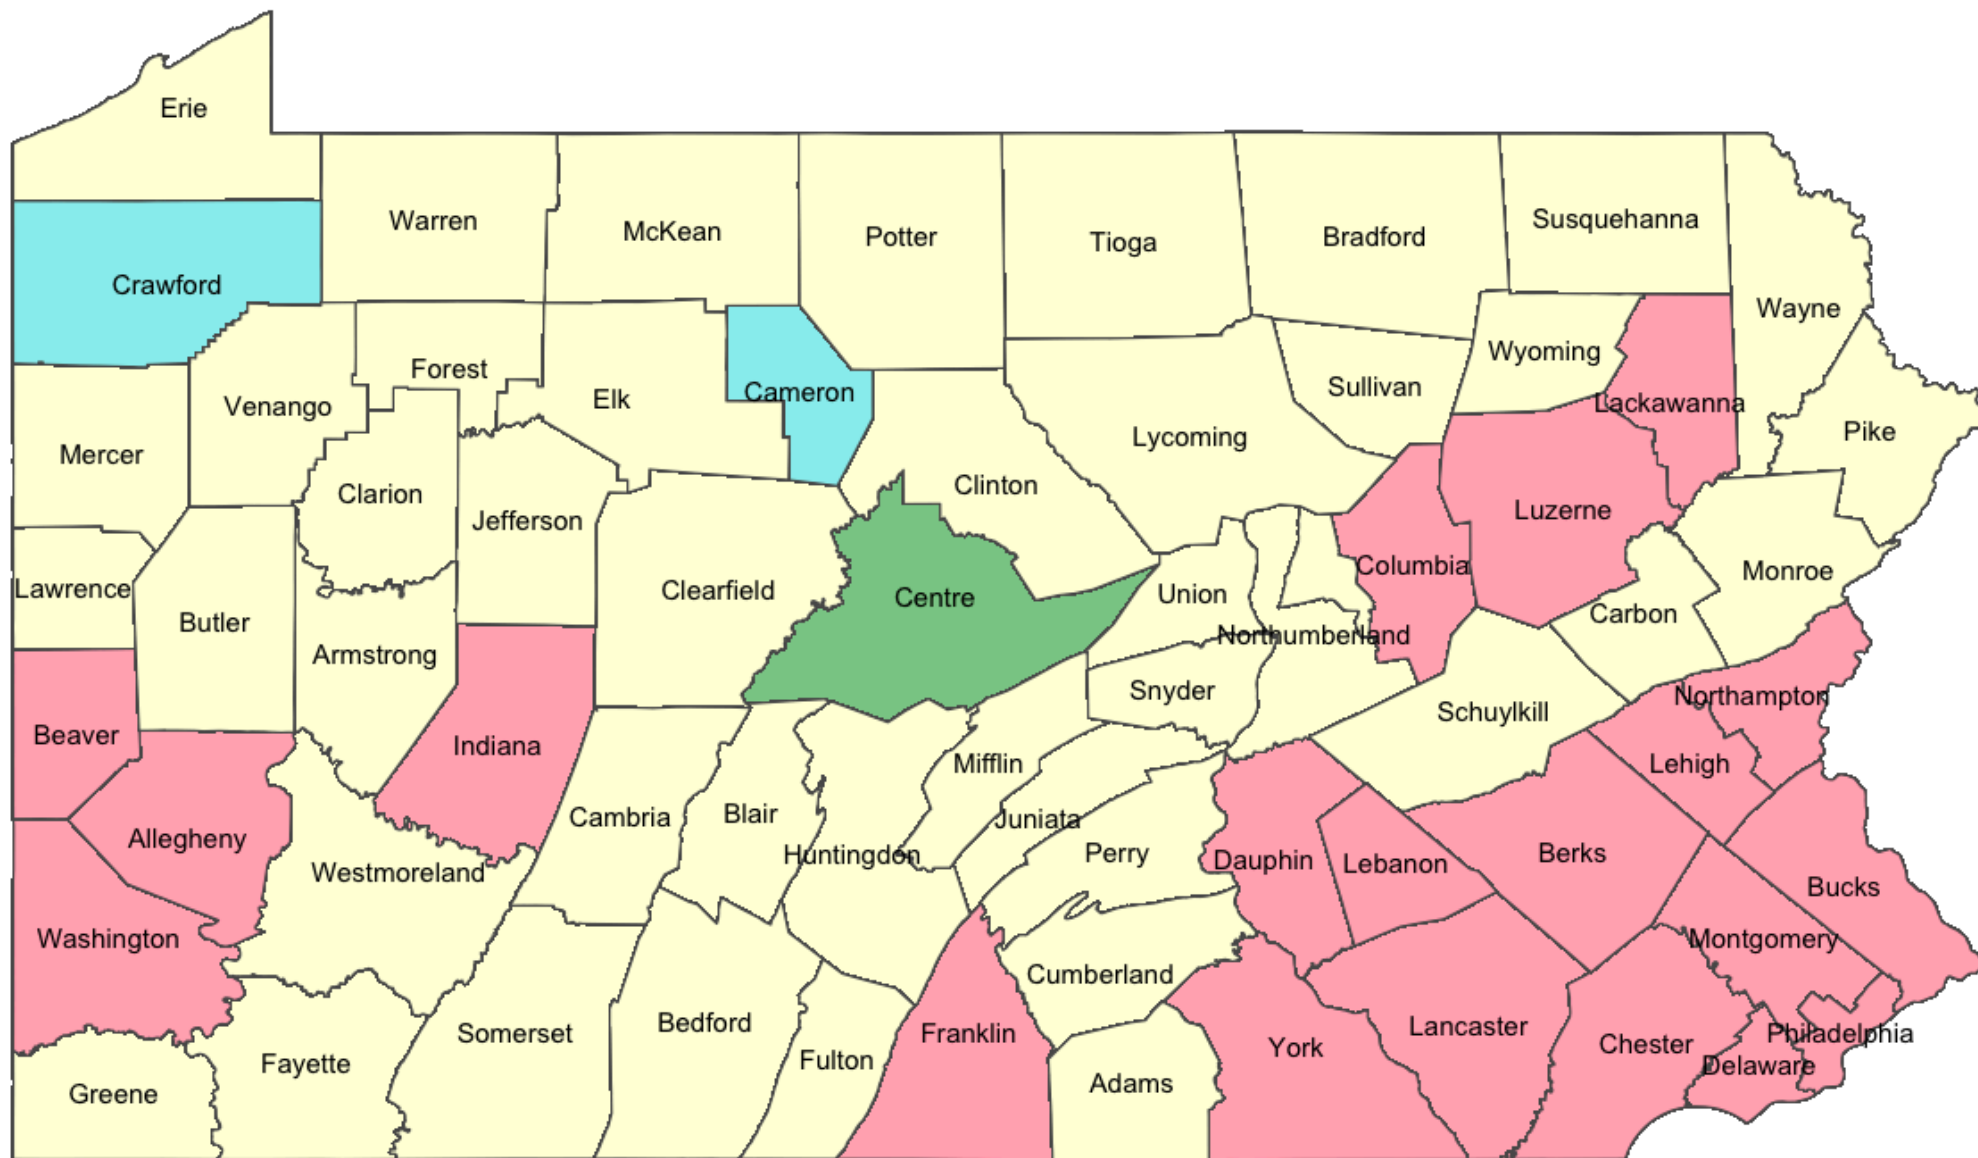 Erie
Warren
McKean
Potter
Tioga
Bradford
Susquehanna
Crawford
Wayne
Forest
Wyoming
Venango
Elk
Cameron
Sullivan
Lackawanna
Mercer
Lycoming
Pike
Clarion
Clinton
Jefferson
Luzerne
Lawrence
Clearfield
Centre
Union
Columbia
Monroe
Butler
Carbon
Armstrong
Northumberland
Snyder
Northampton
Beaver
Indiana
Schuylkill
Mifflin
Lehigh
Allegheny
Cambria
Blair
Juniata
Westmoreland
Huntingdon
Perry
Dauphin
Lebanon
Berks
Bucks
Washington
Cumberland
Montgomery
Somerset
Bedford
Franklin
York
Lancaster
Chester
Philadelphia
Fayette
Fulton
Delaware
Greene
Adams